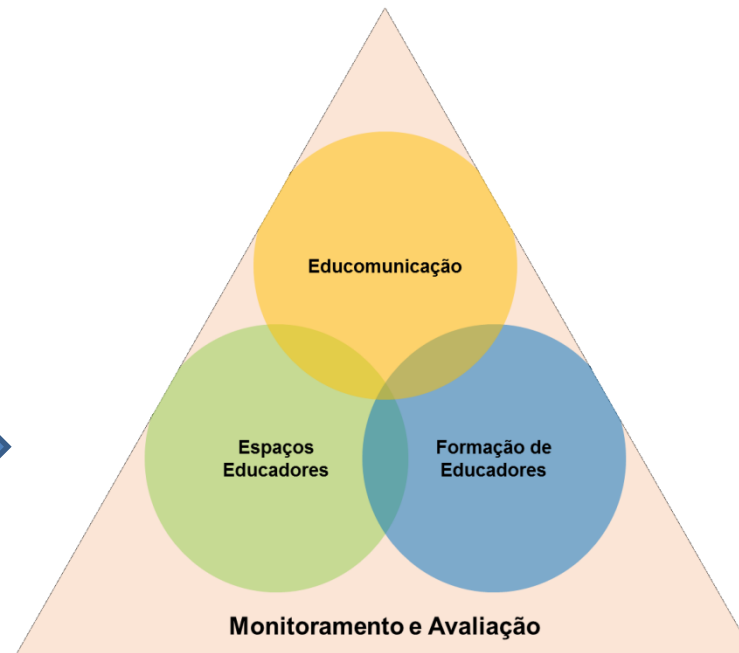 Educomunicação
Espaços
Educadores
Formação de
Educadores
Monitoramento e Avaliação